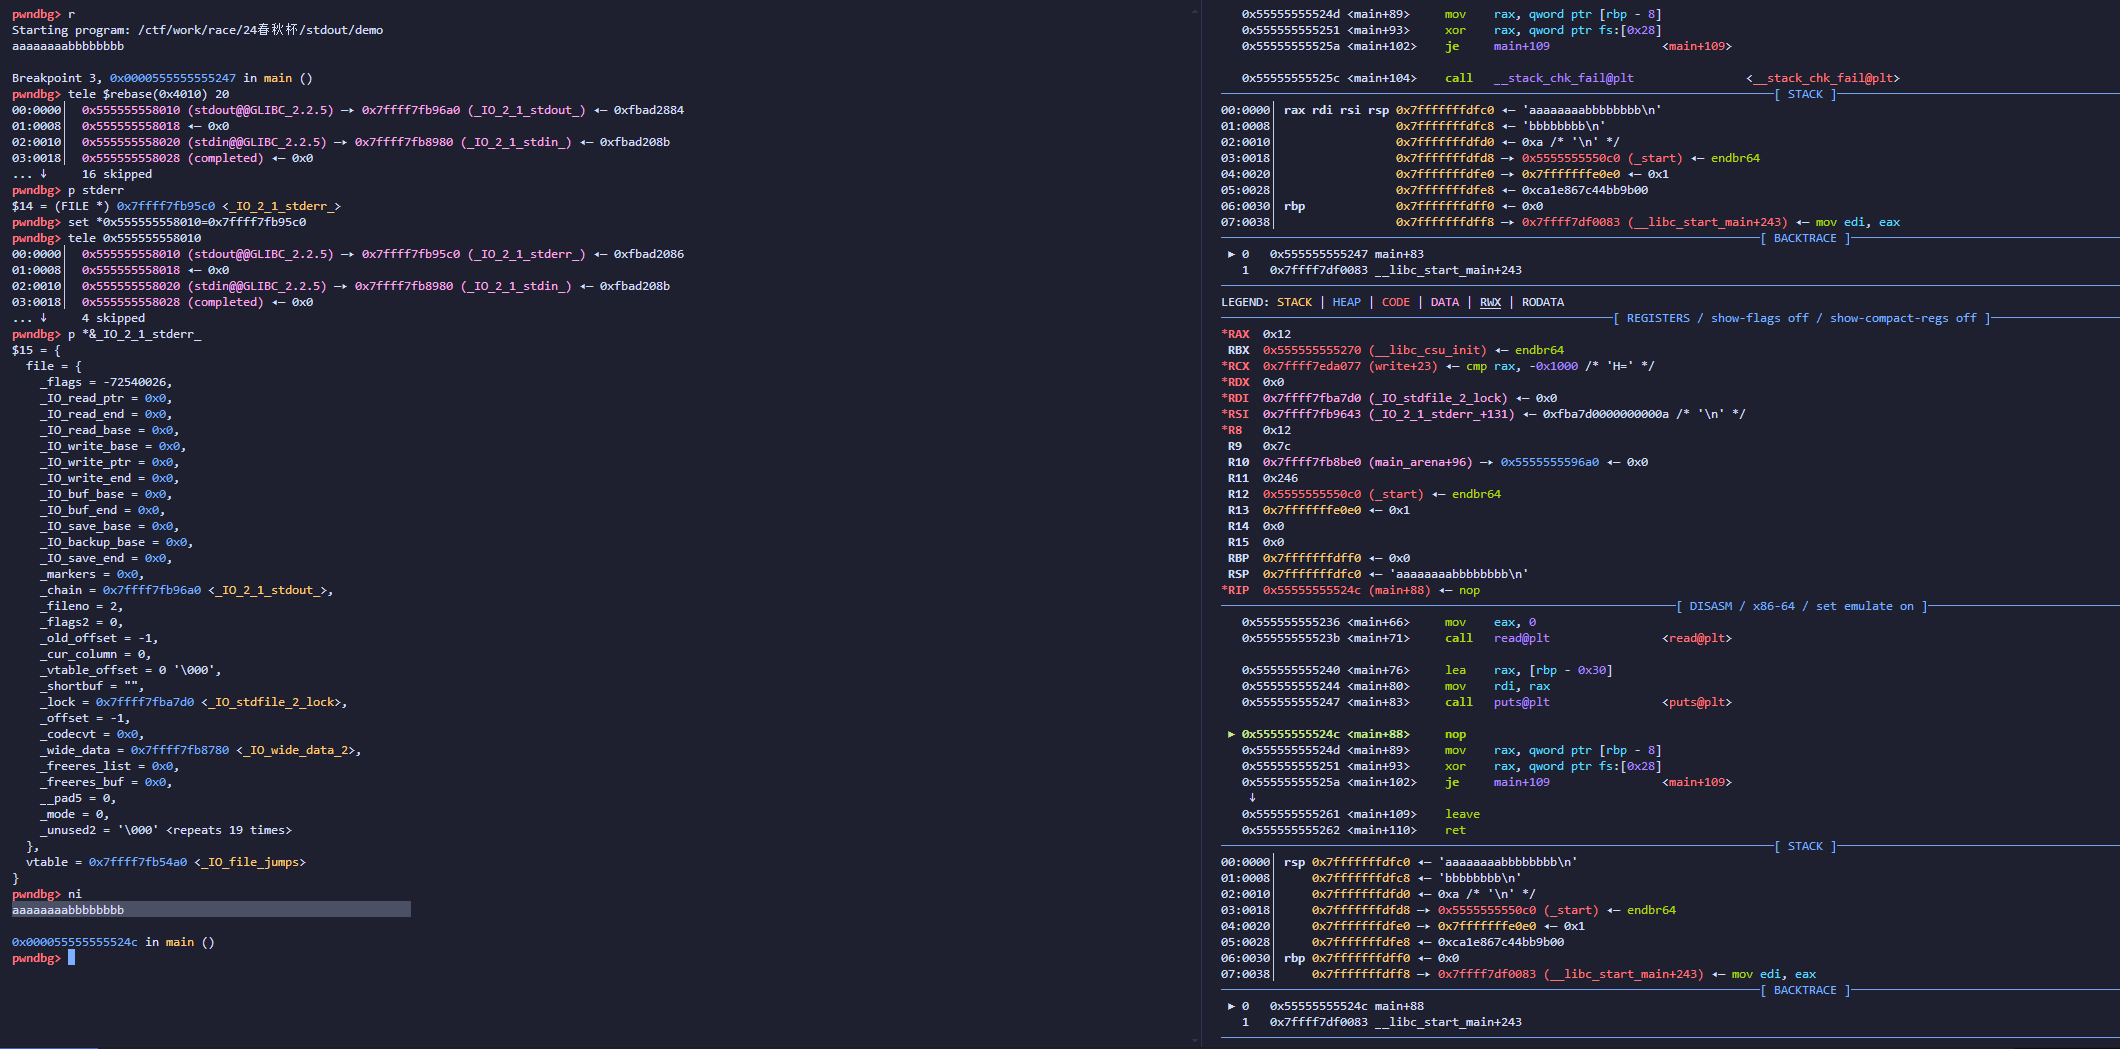 pwndbg> r
Starting program: /ctf/work/race/24春秋杯/stdout/demo
aaaaaaaabbbbbbbb

Breakpoint 3, 0x0000555555555247 in main ()
pwndbg> tele $rebase(0x4010) 20
00:0000│  0x555555558010 (stdout@@GLIBC_2.2.5) —▸ 0x7ffff7fb96a0 (_IO_2_1_stdout_) ◂— 0xfbad2884
01:0008│  0x555555558018 ◂— 0x0
02:0010│  0x555555558020 (stdin@@GLIBC_2.2.5) —▸ 0x7ffff7fb8980 (_IO_2_1_stdin_) ◂— 0xfbad208b
03:0018│  0x555555558028 (completed) ◂— 0x0
... ↓     16 skipped
pwndbg> p stderr
$14 = (FILE *) 0x7ffff7fb95c0 <_IO_2_1_stderr_>
pwndbg> set *0x555555558010=0x7ffff7fb95c0
pwndbg> tele 0x555555558010
00:0000│  0x555555558010 (stdout@@GLIBC_2.2.5) —▸ 0x7ffff7fb95c0 (_IO_2_1_stderr_) ◂— 0xfbad2086
01:0008│  0x555555558018 ◂— 0x0
02:0010│  0x555555558020 (stdin@@GLIBC_2.2.5) —▸ 0x7ffff7fb8980 (_IO_2_1_stdin_) ◂— 0xfbad208b
03:0018│  0x555555558028 (completed) ◂— 0x0
... ↓     4 skipped
pwndbg> p *&_IO_2_1_stderr_
$15 = {
  file = {
    _flags = -72540026,
    _IO_read_ptr = 0x0,
    _IO_read_end = 0x0,
    _IO_read_base = 0x0,
    _IO_write_base = 0x0,
    _IO_write_ptr = 0x0,
    _IO_write_end = 0x0,
    _IO_buf_base = 0x0,
    _IO_buf_end = 0x0,
    _IO_save_base = 0x0,
    _IO_backup_base = 0x0,
    _IO_save_end = 0x0,
    _markers = 0x0,
    _chain = 0x7ffff7fb96a0 <_IO_2_1_stdout_>,
    _fileno = 2,
    _flags2 = 0,
    _old_offset = -1,
    _cur_column = 0,
    _vtable_offset = 0 '\000',
    _shortbuf = "",
    _lock = 0x7ffff7fba7d0 <_IO_stdfile_2_lock>,
    _offset = -1,
    _codecvt = 0x0,
    _wide_data = 0x7ffff7fb8780 <_IO_wide_data_2>,
    _freeres_list = 0x0,
    _freeres_buf = 0x0,
    __pad5 = 0,
    _mode = 0,
    _unused2 = '\000' <repeats 19 times>
  },
  vtable = 0x7ffff7fb54a0 <_IO_file_jumps>
}
pwndbg> ni
aaaaaaaabbbbbbbb

0x000055555555524c in main ()
pwndbg>
0x55555555524d <main+89>     mov    rax, qword ptr [rbp - 8]
0x555555555251 <main+93>     xor    rax, qword ptr fs:[0x28]
0x55555555525a <main+102>    je     main+109                <main+109>

0x55555555525c <main+104>    call   __stack_chk_fail@plt                <__stack_chk_fail@plt>
[ STACK ]
00:0000│ rax rdi rsi rsp 0x7fffffffdfc0 ◂— 'aaaaaaaabbbbbbbb\n'
01:0008│                 0x7fffffffdfc8 ◂— 'bbbbbbbb\n'
02:0010│                 0x7fffffffdfd0 ◂— 0xa /* '\n' */
03:0018│                 0x7fffffffdfd8 —▸ 0x5555555550c0 (_start) ◂— endbr64
04:0020│                 0x7fffffffdfe0 —▸ 0x7fffffffe0e0 ◂— 0x1
05:0028│                 0x7fffffffdfe8 ◂— 0xca1e867c44bb9b00
06:0030│ rbp             0x7fffffffdff0 ◂— 0x0
07:0038│                 0x7fffffffdff8 —▸ 0x7ffff7df0083 (__libc_start_main+243) ◂— mov edi, eax
[ BACKTRACE ]
► 0   0x555555555247 main+83
  1   0x7ffff7df0083 __libc_start_main+243
LEGEND: STACK | HEAP | CODE | DATA | RWX | RODATA
[ REGISTERS / show-flags off / show-compact-regs off ]
*RAX  0x12
 RBX  0x555555555270 (__libc_csu_init) ◂— endbr64
*RCX  0x7ffff7eda077 (write+23) ◂— cmp rax, -0x1000 /* 'H=' */
*RDX  0x0
*RDI  0x7ffff7fba7d0 (_IO_stdfile_2_lock) ◂— 0x0
*RSI  0x7ffff7fb9643 (_IO_2_1_stderr_+131) ◂— 0xfba7d0000000000a /* '\n' */
*R8   0x12
 R9   0x7c
 R10  0x7ffff7fb8be0 (main_arena+96) —▸ 0x5555555596a0 ◂— 0x0
 R11  0x246
 R12  0x5555555550c0 (_start) ◂— endbr64
 R13  0x7fffffffe0e0 ◂— 0x1
 R14  0x0
 R15  0x0
 RBP  0x7fffffffdff0 ◂— 0x0
 RSP  0x7fffffffdfc0 ◂— 'aaaaaaaabbbbbbbb\n'
*RIP  0x55555555524c (main+88) ◂— nop
[ DISASM / x86-64 / set emulate on ]
0x555555555236 <main+66>     mov    eax, 0
0x55555555523b <main+71>     call   read@plt                <read@plt>

0x555555555240 <main+76>     lea    rax, [rbp - 0x30]
0x555555555244 <main+80>     mov    rdi, rax
0x555555555247 <main+83>     call   puts@plt                <puts@plt>

► 0x55555555524c <main+88>     nop
0x55555555524d <main+89>     mov    rax, qword ptr [rbp - 8]
0x555555555251 <main+93>     xor    rax, qword ptr fs:[0x28]
0x55555555525a <main+102>    je     main+109                <main+109>
↓
0x555555555261 <main+109>    leave
0x555555555262 <main+110>    ret
[ STACK ]
00:0000│ rsp 0x7fffffffdfc0 ◂— 'aaaaaaaabbbbbbbb\n'
01:0008│     0x7fffffffdfc8 ◂— 'bbbbbbbb\n'
02:0010│     0x7fffffffdfd0 ◂— 0xa /* '\n' */
03:0018│     0x7fffffffdfd8 —▸ 0x5555555550c0 (_start) ◂— endbr64
04:0020│     0x7fffffffdfe0 —▸ 0x7fffffffe0e0 ◂— 0x1
05:0028│     0x7fffffffdfe8 ◂— 0xca1e867c44bb9b00
06:0030│ rbp 0x7fffffffdff0 ◂— 0x0
07:0038│     0x7fffffffdff8 —▸ 0x7ffff7df0083 (__libc_start_main+243) ◂— mov edi, eax
[ BACKTRACE ]
► 0   0x55555555524c main+88
  1   0x7ffff7df0083 __libc_start_main+243